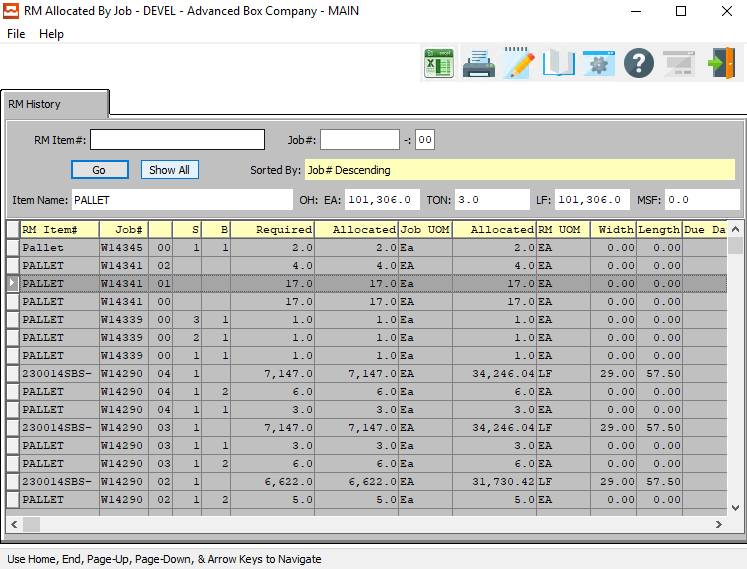 RM Allocated By Job - DEVEL - Advanced Box Company - MAIN
File Help
RM History
RM Item#: Job#: -: 00
Go Show All Sorted By: Job# Descending
Item Name: PALLET OH: EA: 101,306.0 TON: 3.0 LF: 101,306.0 MSF: 0.0
RM Item# Job# S B Required Allocated Job UOM Allocated RM UOM Width Length Due Da
Pallet W14345 00 1 1 2.0 2.0 Ea 2.0 EA 0.00 0.00
PALLET W14341 02 4.0 4.0 EA 4.0 EA 0.00 0.00
PALLET W14341 01 17.0 17.0 Ea 17.0 EA 0.00 0.00
PALLET W14341 00 17.0 17.0 EA 17.0 EA 0.00 0.00
PALLET W14339 00 3 1 1.0 1.0 Ea 1.0 EA 0.00 0.00
PALLET W14339 00 2 1 1.0 1.0 Ea 1.0 EA 0.00 0.00
PALLET W14339 00 1 1 1.0 1.0 Ea 1.0 EA 0.00 0.00
230014SBS- W14290 04 1 7,147.0 7,147.0 EA 34,246.04 LF 29.00 57.50
PALLET W14290 04 1 2 6.0 6.0 Ea 6.0 EA 0.00 0.00
PALLET W14290 04 1 1 3.0 3.0 Ea 3.0 EA 0.00 0.00
230014SBS- W14290 03 1 7,147.0 7,147.0 EA 34,246.04 LF 29.00 57.50
PALLET W14290 03 1 1 3.0 3.0 Ea 3.0 EA 0.00 0.00
PALLET W14290 03 1 2 6.0 6.0 Ea 6.0 EA 0.00 0.00
230014SBS- W14290 02 1 6,622.0 6,622.0 EA 31,730.42 LF 29.00 57.50
PALLET W14290 02 1 2 5.0 5.0 Ea 5.0 EA 0.00 0.00
Use Home, End, Page-Up, Page-Down, & Arrow Keys to Navigate